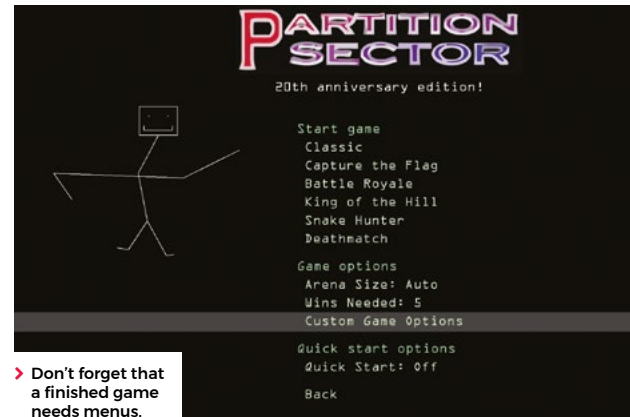 PARTITION
SECTOR
20th anniversary edition!
Start game
Classic
Capture the Flag
Battle Royale
King of the Hill
Snake Hunter
Deathmatch
Game options
Arena Size: Auto
Wins Needed: 5
Custom Game Options
Quick start options
Quick Start: Off
Back
Don't forget that
a finished game
needs menus.